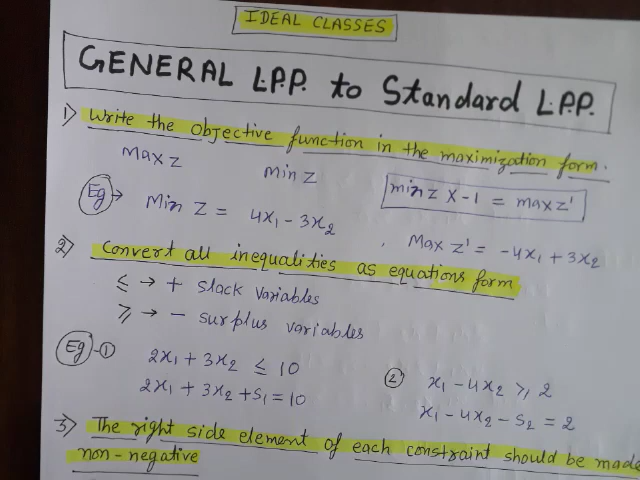 IDEAL CLASSES
GENERAL L.P.P. to Standard L.P.P.
1) Write the Objective function in the maximization form.
Max Z Min Z min Z X -1 = max Z'
Eg → Min Z = 4x₁ - 3x₂ , Max Z' = -4x₁ + 3x₂
2) Convert all inequalities as equations form
≤ → + slack variables
≥ → - surplus variables
Eg -① 2x₁ + 3x₂ ≤ 10 ② x₁ - 4x₂ ≥ 2
2x₁ + 3x₂ + S₁ = 10 x₁ - 4x₂ - S₂ = 2
3) The right side element of each constraint should be made
non-negative